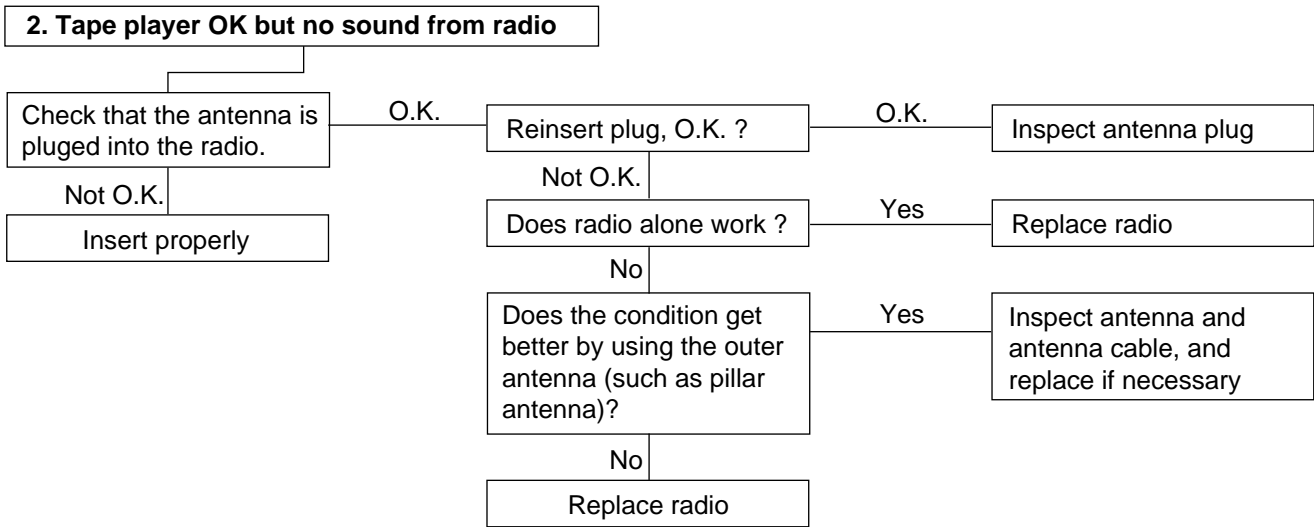 2. Tape player OK but no sound from radio
Check that the antenna is
pluged into the radio.
O.K.
Reinsert plug, O.K. ?
O.K.
Inspect antenna plug
Not O.K.
Insert properly
Not O.K.
Does radio alone work ?
Yes
Replace radio
No
Does the condition get
better by using the outer
antenna (such as pillar
antenna)?
Yes
Inspect antenna and
antenna cable, and
replace if necessary
No
Replace radio